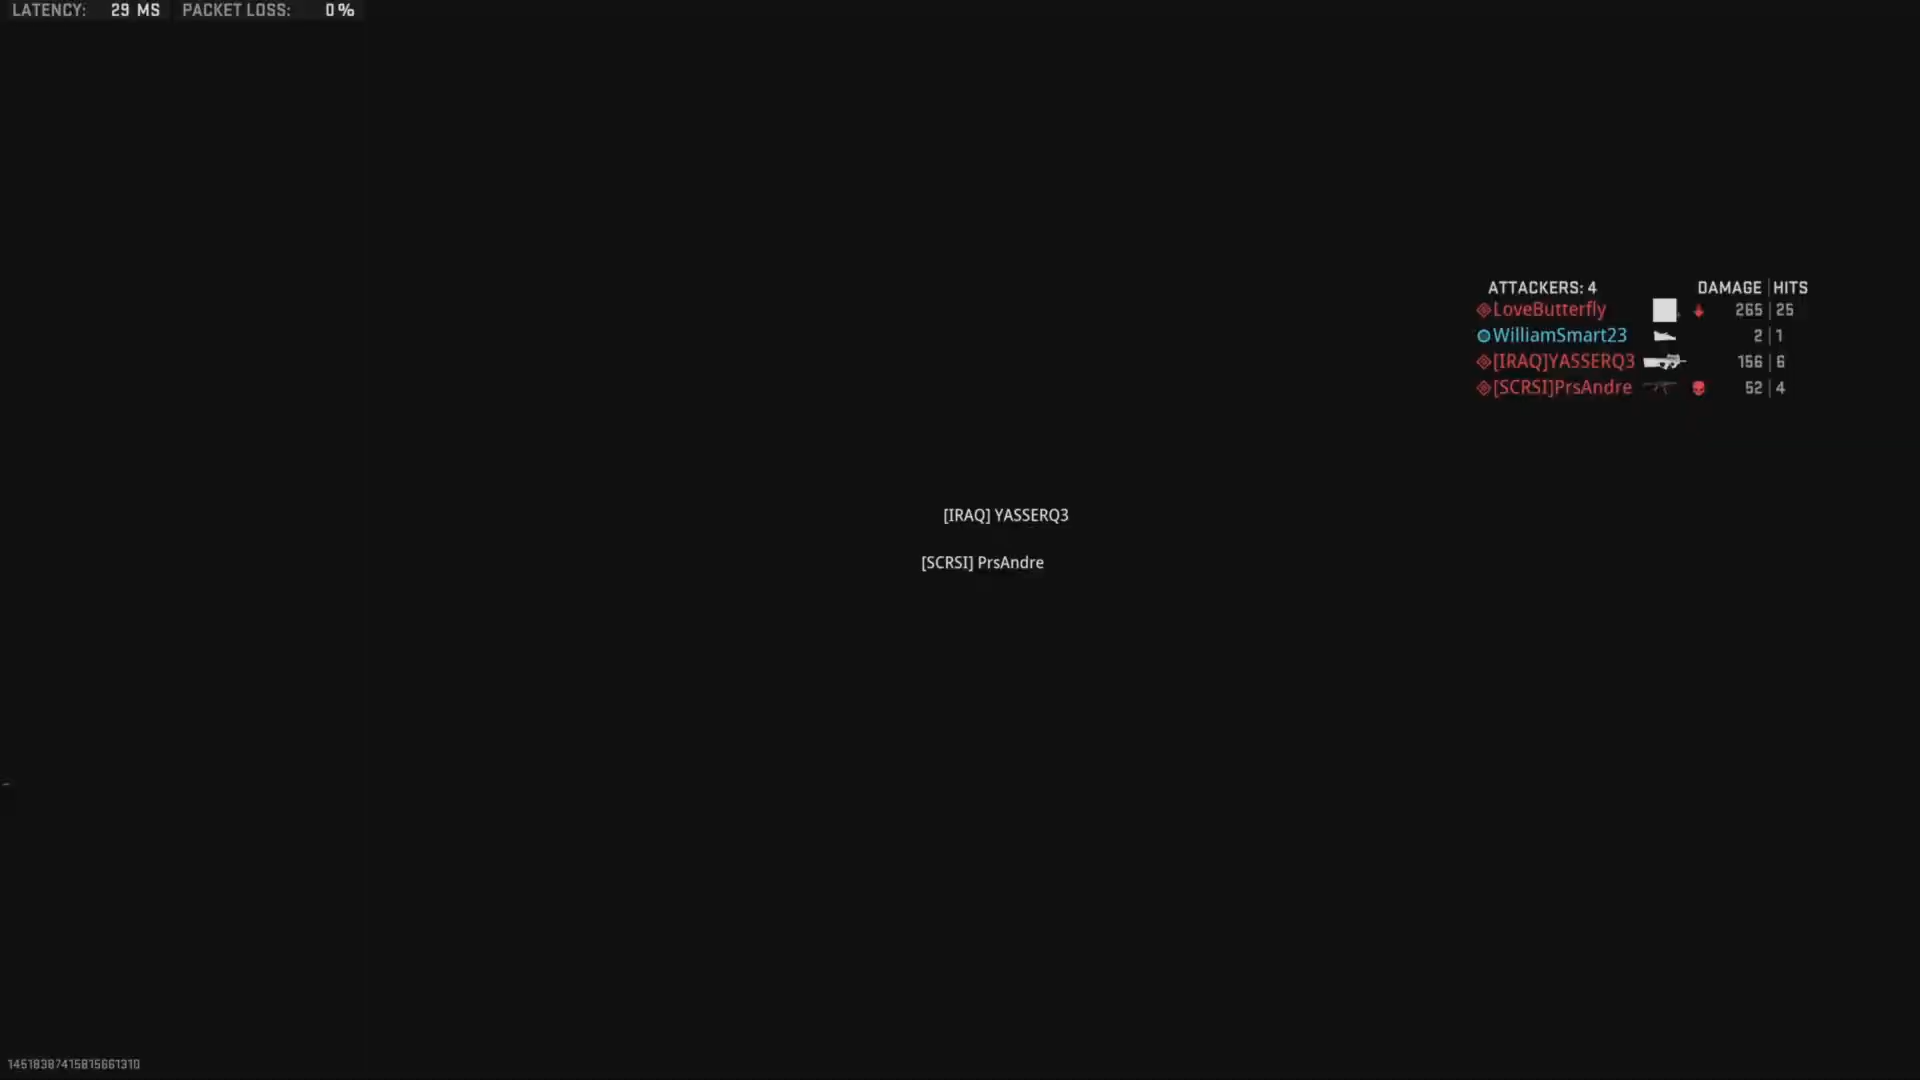 LATENCY: 29 MS PACKET LOSS: 0%
ATTACKERS: 4 DAMAGE HITS
LoveButterfly 265 25
WilliamSmart23 2 1
[IRAQ]YASSERQ3 156 6
[SCRSI]PrsAndre 52 4
[IRAQ] YASSERQ3
[SCRSI] PrsAndre
14518387415815661310